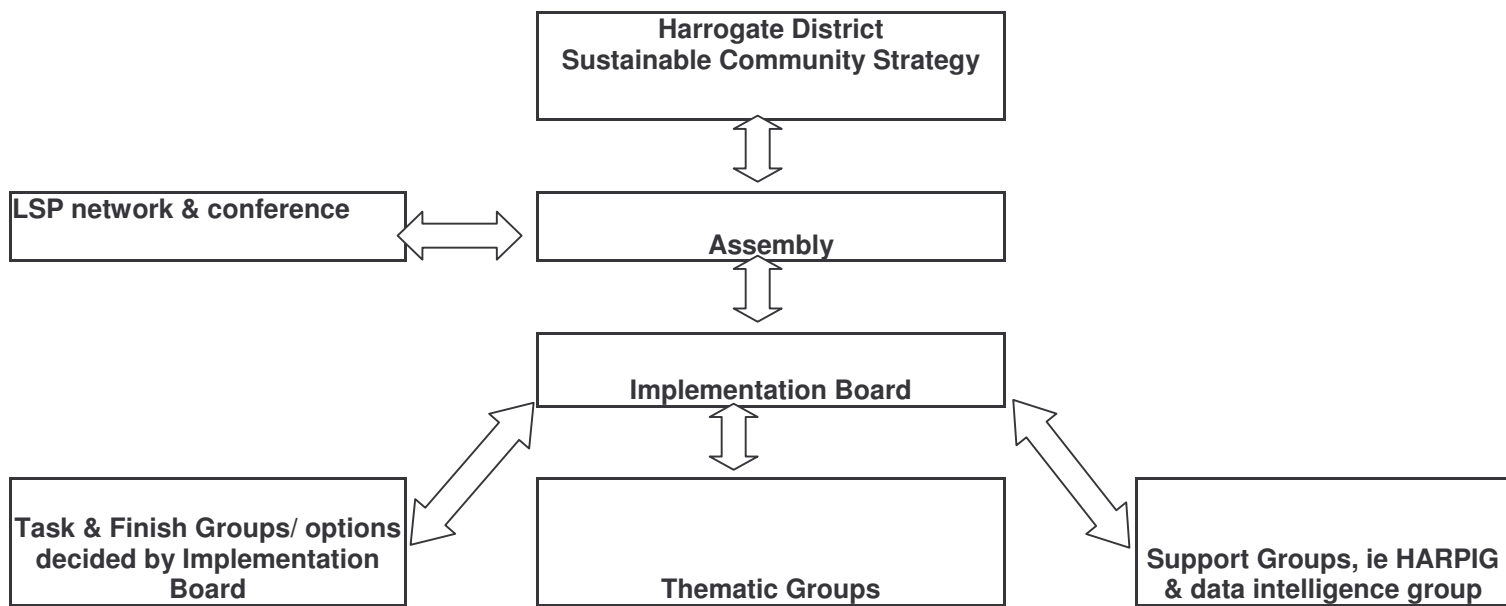 Harrogate District
Sustainable Community Strategy
LSP network & conference
Assembly
Implementation Board
Task & Finish Groups/ options
decided by Implementation
Board
Thematic Groups
Support Groups, ie HARPIG
& data intelligence group